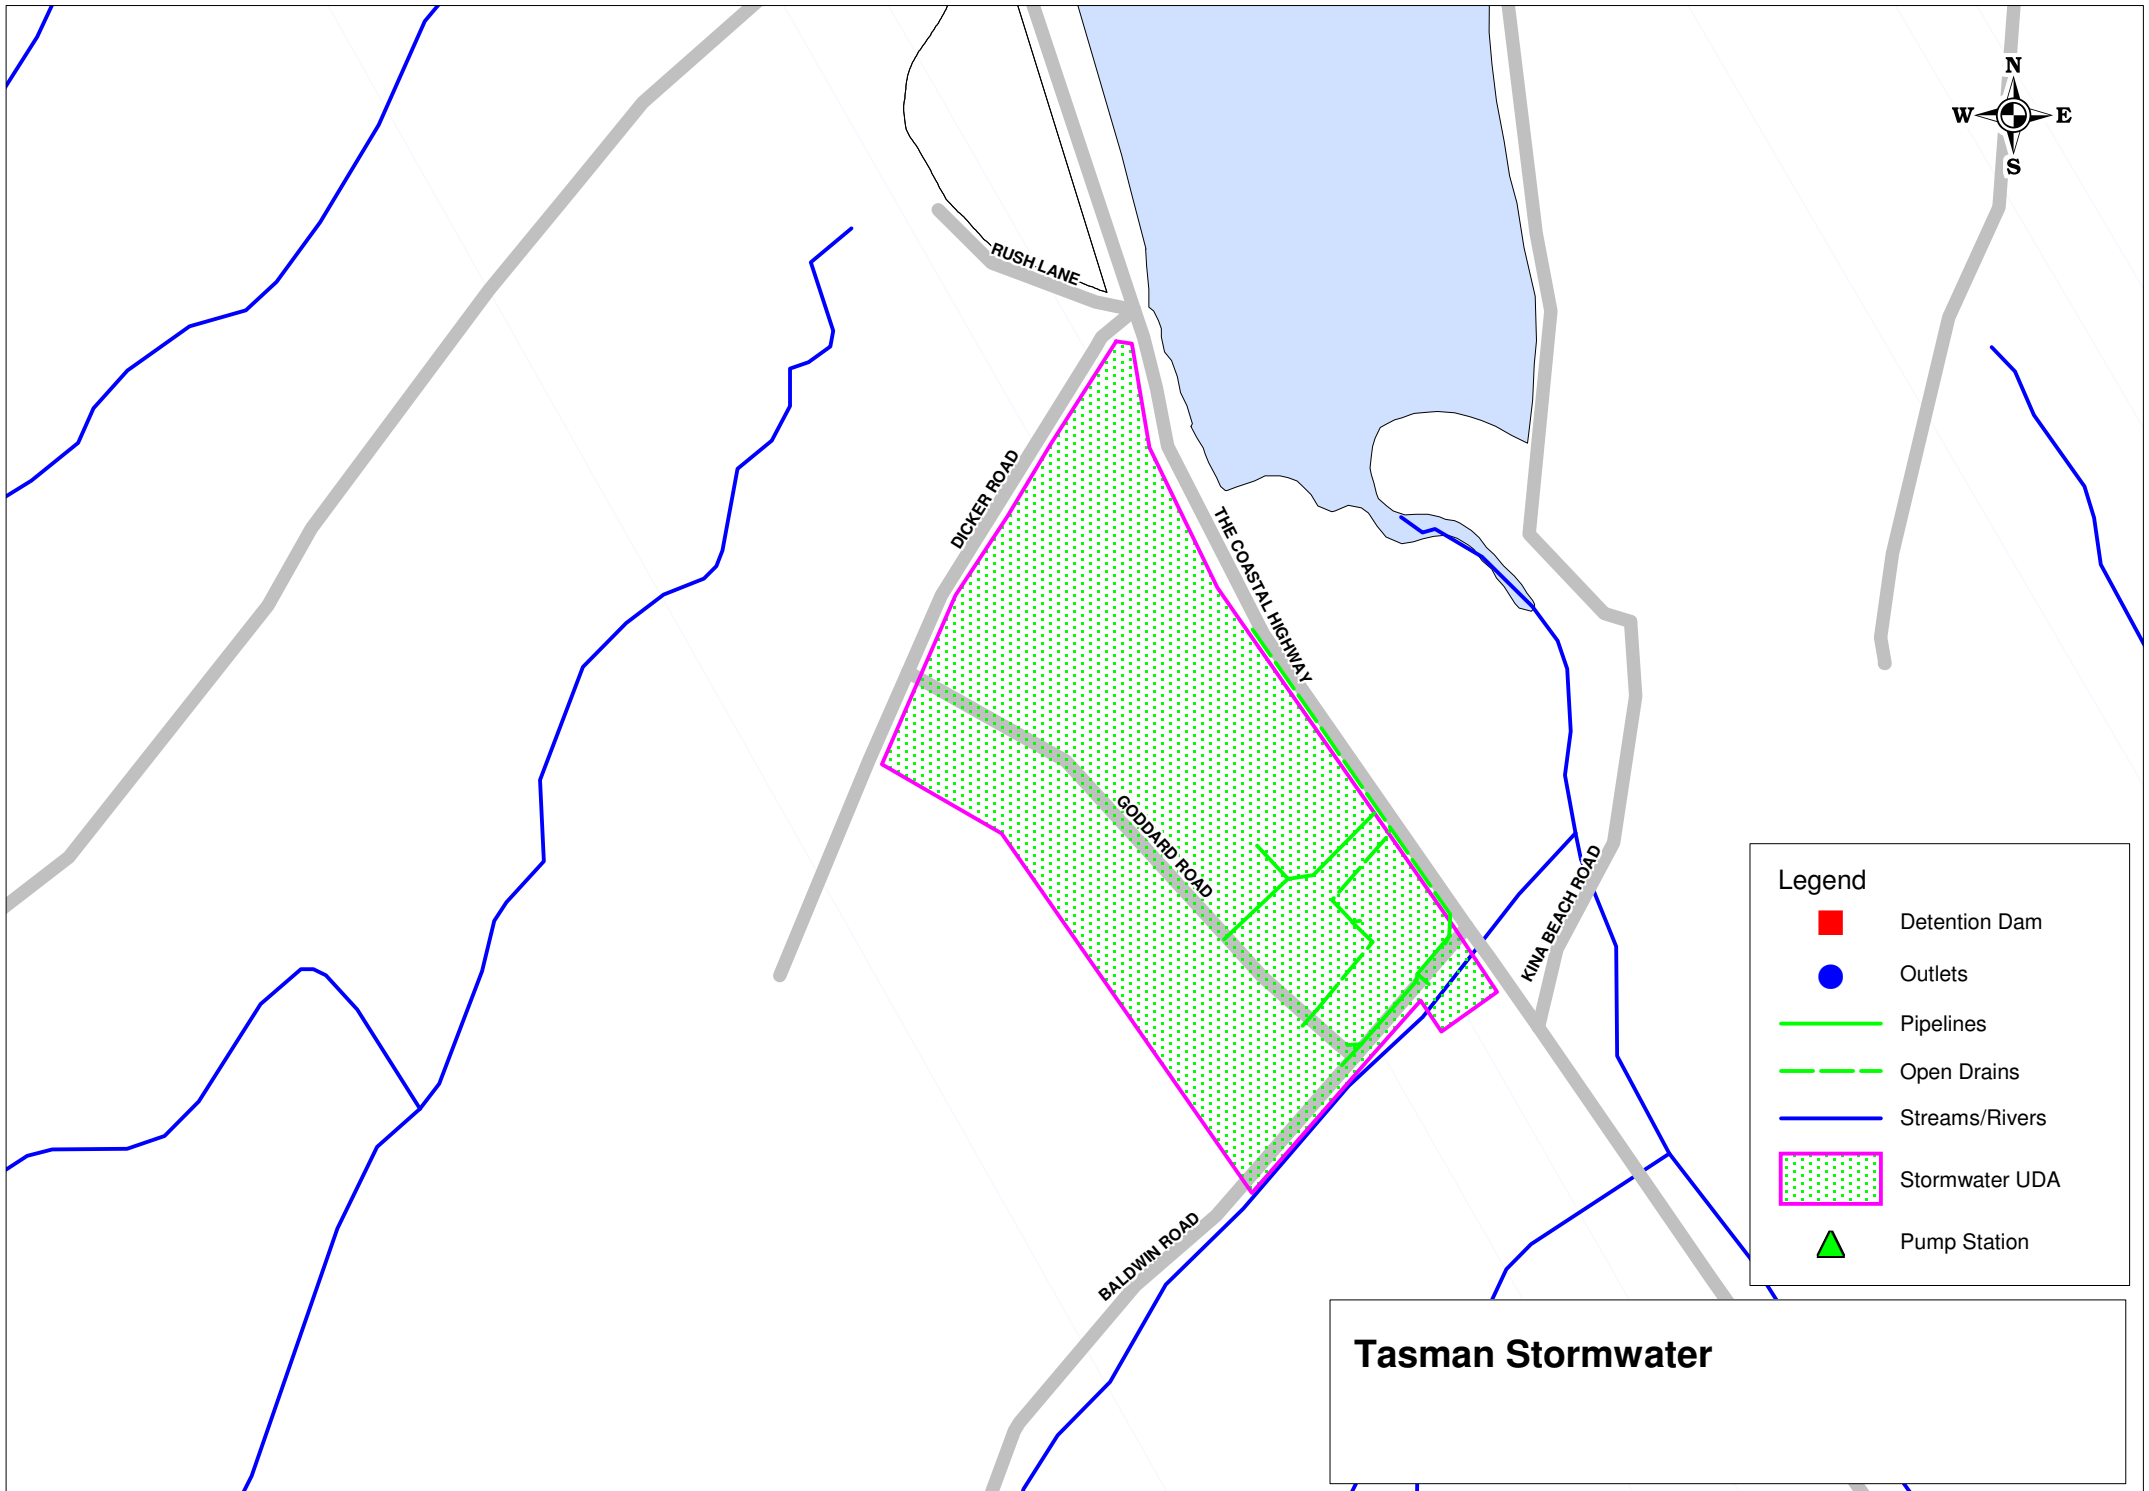 N
W E
S
RUSH LANE
DICKER ROAD
THE COASTAL HIGHWAY
GODDARD ROAD
KINA BEACH ROAD
BALDWIN ROAD
Legend
Detention Dam
Outlets
Pipelines
Open Drains
Streams/Rivers
Stormwater UDA
Pump Station
Tasman Stormwater